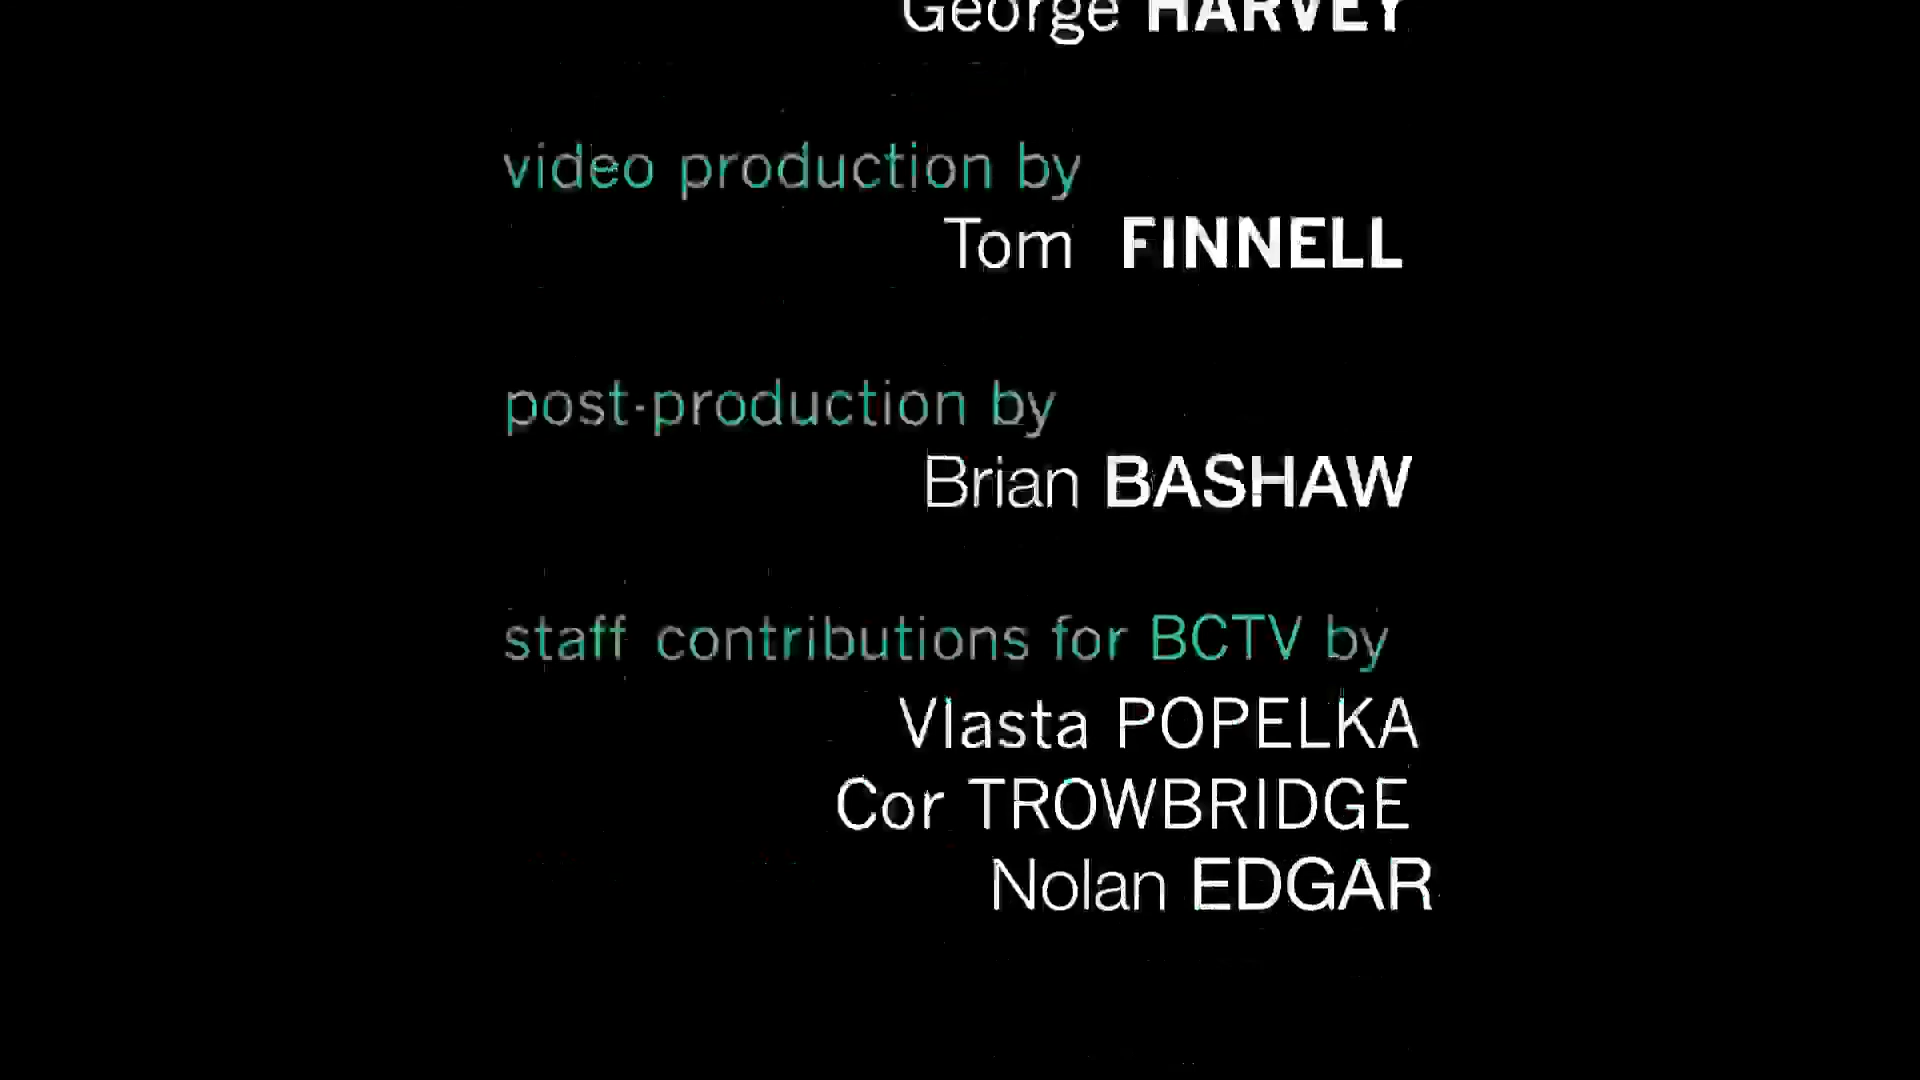 George HARVEY
video production by
Tom FINNELL
post-production by
Brian BASHAW
staff contributions for BCTV by
Vlasta POPELKA
Cor TROWBRIDGE
Nolan EDGAR